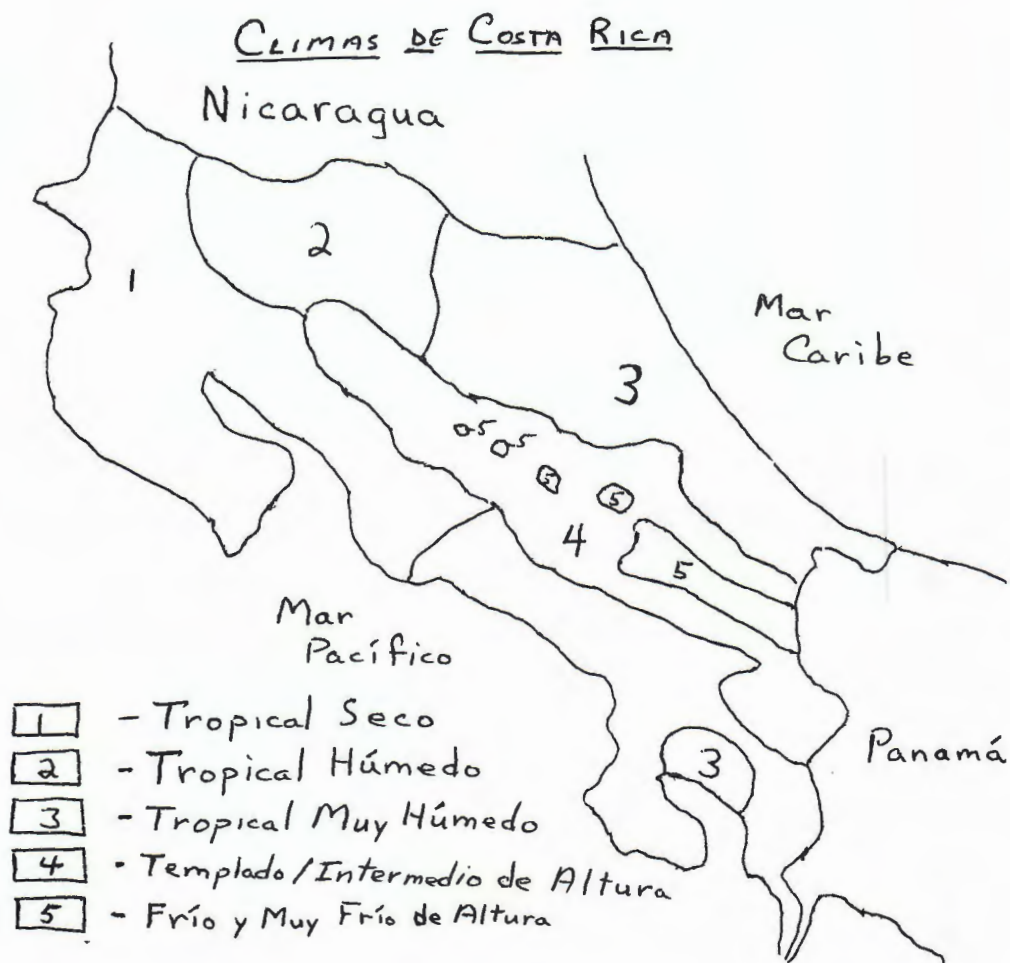 CLIMAS DE COSTA RICA
Nicaragua
2
1
Mar
Caribe
3
5
5
5
5
4
5
Mar
Pacífico
Panamá
3
1 - Tropical Seco
2 - Tropical Húmedo
3 - Tropical Muy Húmedo
4 - Templado/Intermedio de Altura
5 - Frío y Muy Frío de Altura